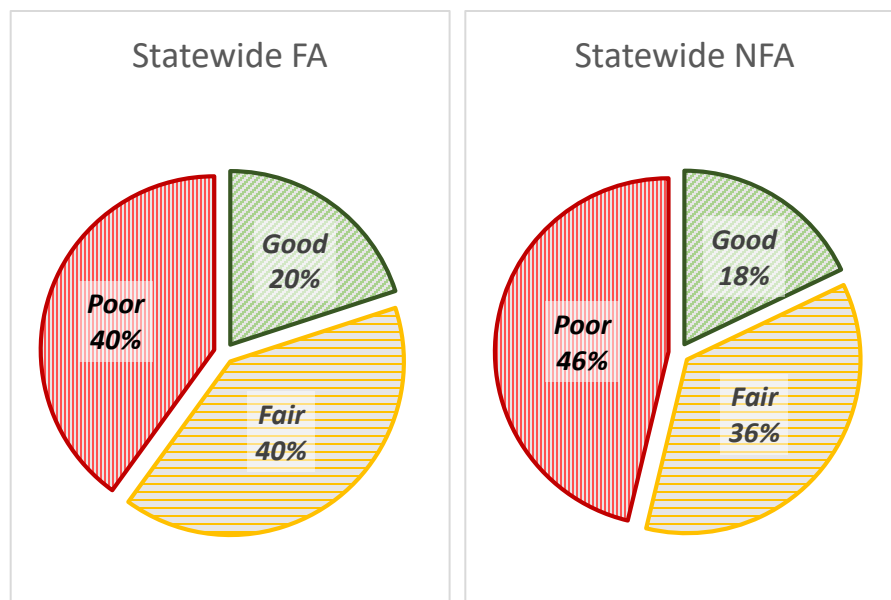 Statewide FA
Good
20%
Poor
40%
Fair
40%
Statewide NFA
Good
18%
Poor
46%
Fair
36%